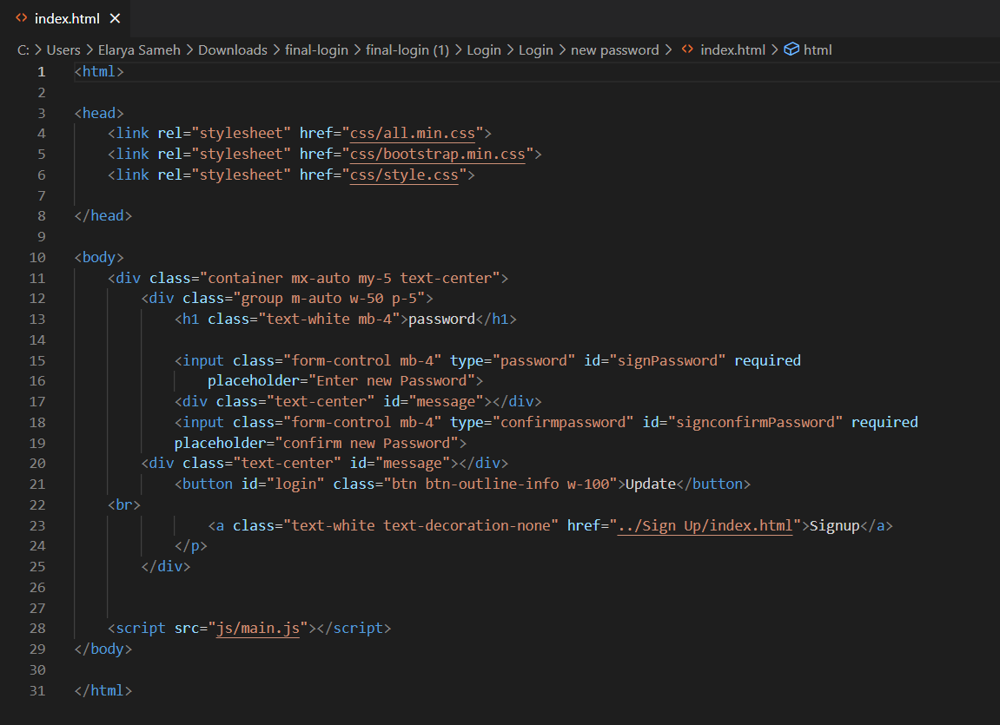 index.html
C: > Users > Elarya Sameh > Downloads > final-login > final-login (1) > Login > Login > new password > index.html > html
1 <html>
2
3 <head>
4     <link rel="stylesheet" href="css/all.min.css">
5     <link rel="stylesheet" href="css/bootstrap.min.css">
6     <link rel="stylesheet" href="css/style.css">
7
8 </head>
9
10 <body>
11     <div class="container mx-auto my-5 text-center">
12         <div class="group m-auto w-50 p-5">
13             <h1 class="text-white mb-4">password</h1>
14
15             <input class="form-control mb-4" type="password" id="signPassword" required
16                 placeholder="Enter new Password">
17             <div class="text-center" id="message"></div>
18             <input class="form-control mb-4" type="confirmpassword" id="signconfirmPassword" required
19             placeholder="confirm new Password">
20         <div class="text-center" id="message"></div>
21             <button id="login" class="btn btn-outline-info w-100">Update</button>
22     <br>
23                 <a class="text-white text-decoration-none" href="../Sign Up/index.html">Signup</a>
24             </p>
25         </div>
26
27
28     <script src="js/main.js"></script>
29 </body>
30
31 </html>